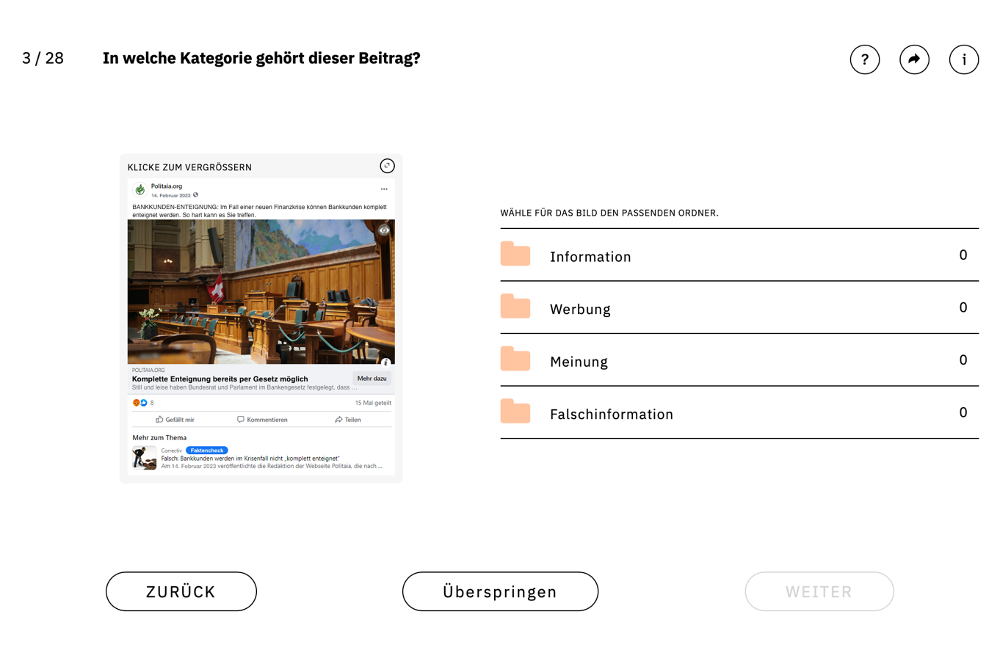 3 / 28
In welche Kategorie gehört dieser Beitrag?
?
i
KLICKE ZUM VERGRÖSSERN
Politaia.org
14. Februar 2023
BANKKUNDEN-ENTEIGNUNG: Im Fall einer neuen Finanzkrise können Bankkunden komplett
enteignet werden. So hart kann es Sie treffen.
POLITAIA.ORG
Komplette Enteignung bereits per Gesetz möglich
Mehr dazu
Still und leise haben Bundesrat und Parlament im Bankengesetz festgelegt, dass ...
8
15 Mal geteilt
Gefällt mir
Kommentieren
Teilen
Mehr zum Thema
Correctiv Faktencheck
Falsch: Bankkunden werden im Krisenfall nicht „komplett enteignet“
Am 14. Februar 2023 veröffentlichte die Redaktion der Webseite Politaia, die nach ...
WÄHLE FÜR DAS BILD DEN PASSENDEN ORDNER.
Information 0
Werbung 0
Meinung 0
Falschinformation 0
ZURÜCK
Überspringen
WEITER